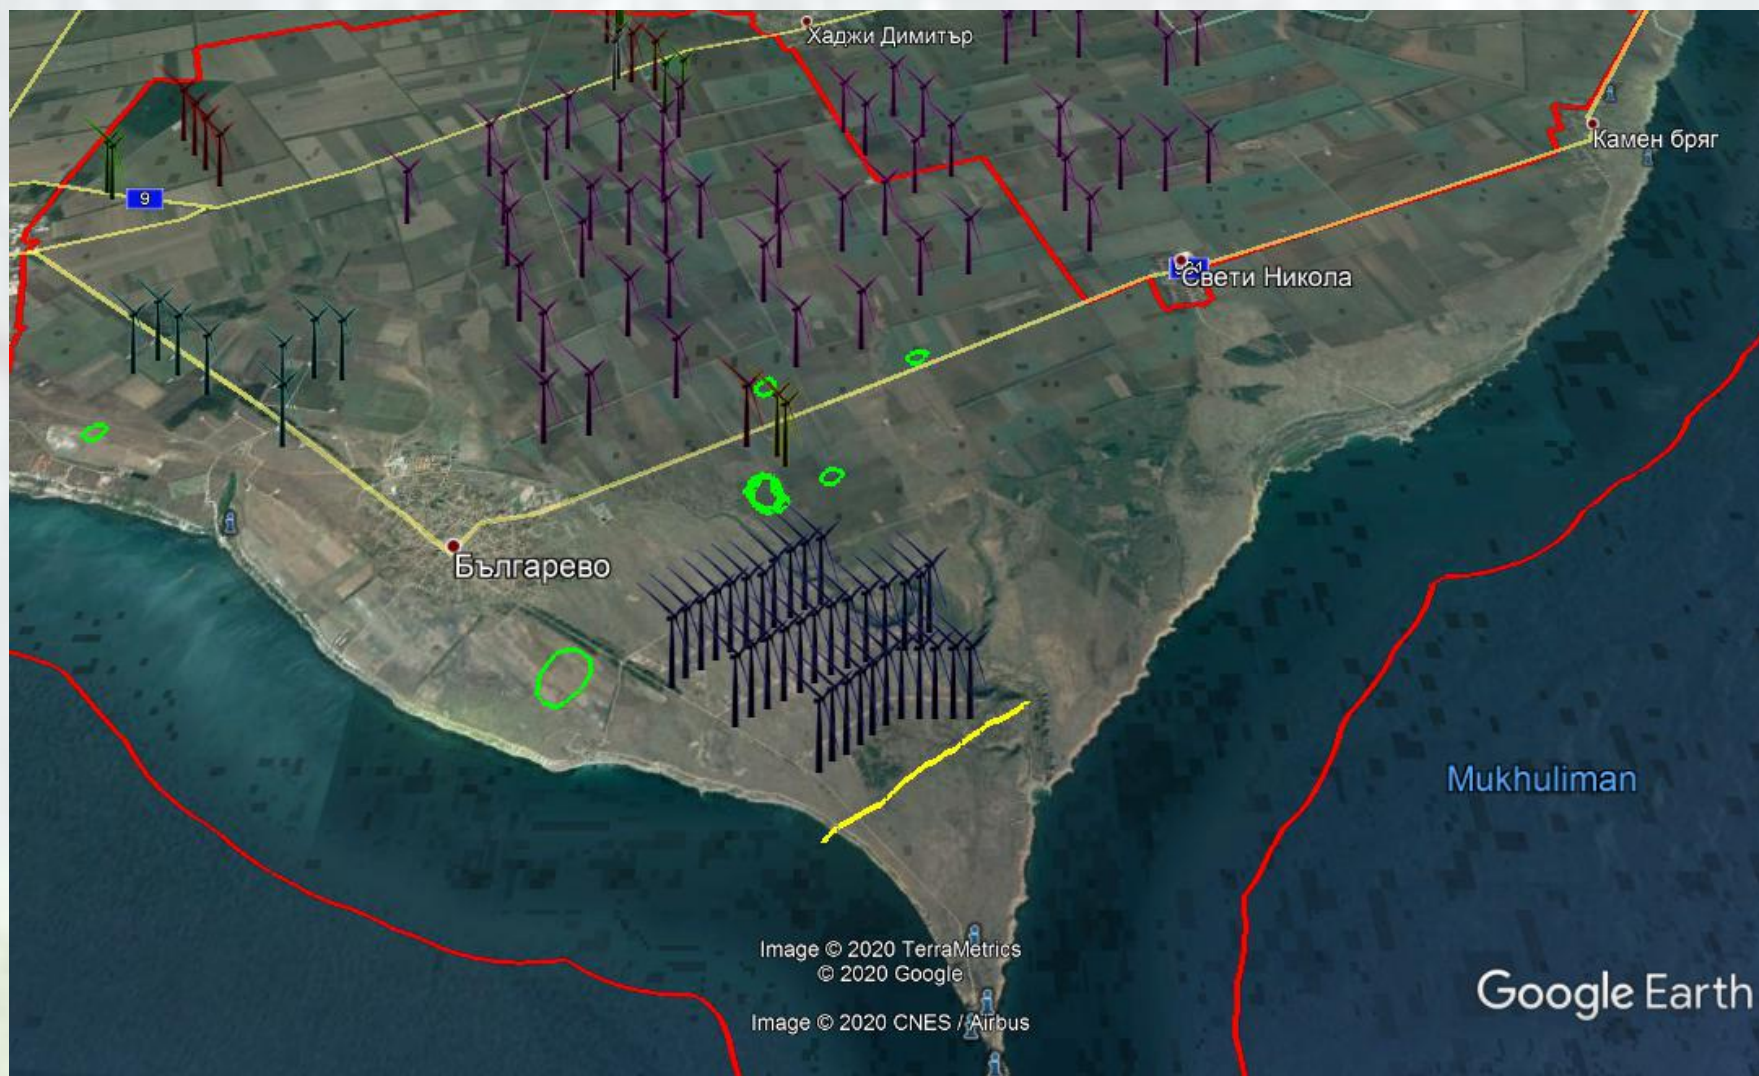 Хаджи Димитър
Камен бряг
9
Свети Никола
Българево
Mukhuliman
Image © 2020 TerraMetrics
© 2020 Google
Image © 2020 CNES / Airbus
Google Earth